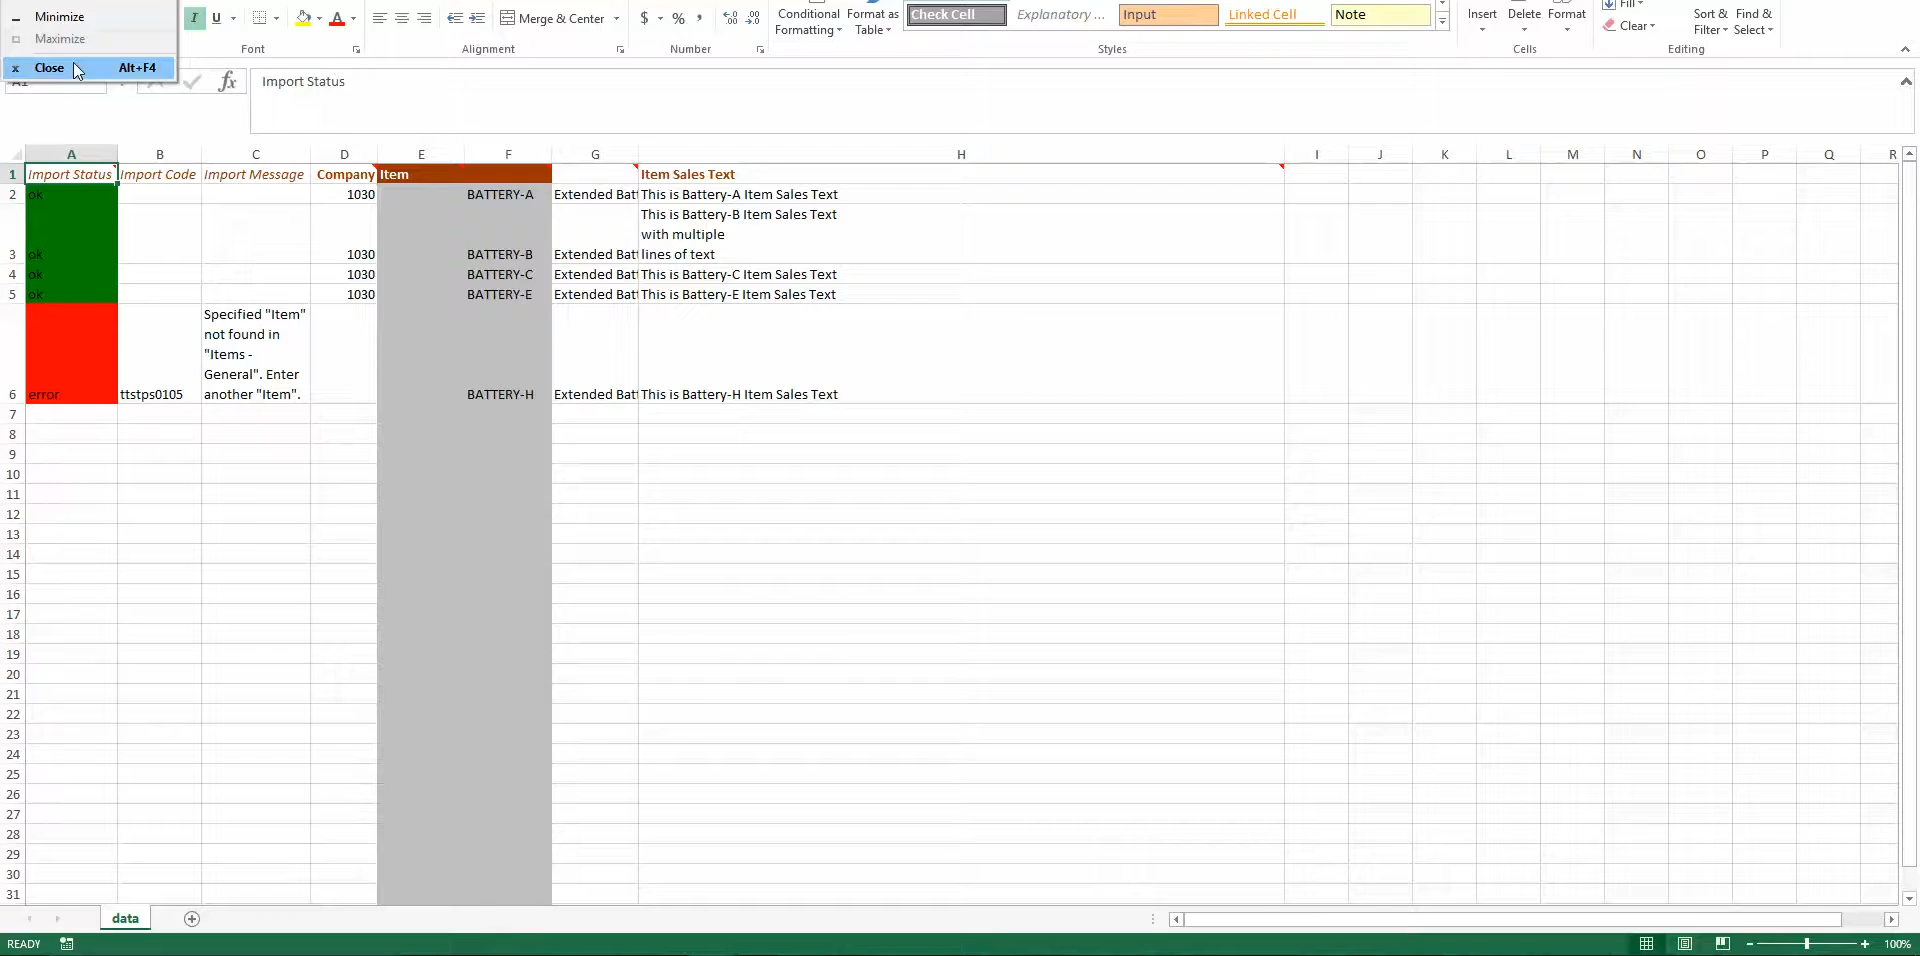 Minimize
Maximize
Close Alt+F4
I U A Merge & Center $ % , Conditional Formatting Format as Table Check Cell Explanatory ... Input Linked Cell Note Insert Delete Format Fill Clear Sort & Filter Find & Select
Font Alignment Number Styles Cells Editing
fx Import Status
A B C D E F G H I J K L M N O P Q R
1 Import Status Import Code Import Message Company Item Item Sales Text
2 ok 1030 BATTERY-A Extended Bat This is Battery-A Item Sales Text
This is Battery-B Item Sales Text
with multiple
3 ok 1030 BATTERY-B Extended Bat lines of text
4 ok 1030 BATTERY-C Extended Bat This is Battery-C Item Sales Text
5 ok 1030 BATTERY-E Extended Bat This is Battery-E Item Sales Text
Specified "Item"
not found in
"Items -
General". Enter
6 error ttstps0105 another "Item". BATTERY-H Extended Bat This is Battery-H Item Sales Text
7
8
9
10
11
12
13
14
15
16
17
18
19
20
21
22
23
24
25
26
27
28
29
30
31
data
READY 100%